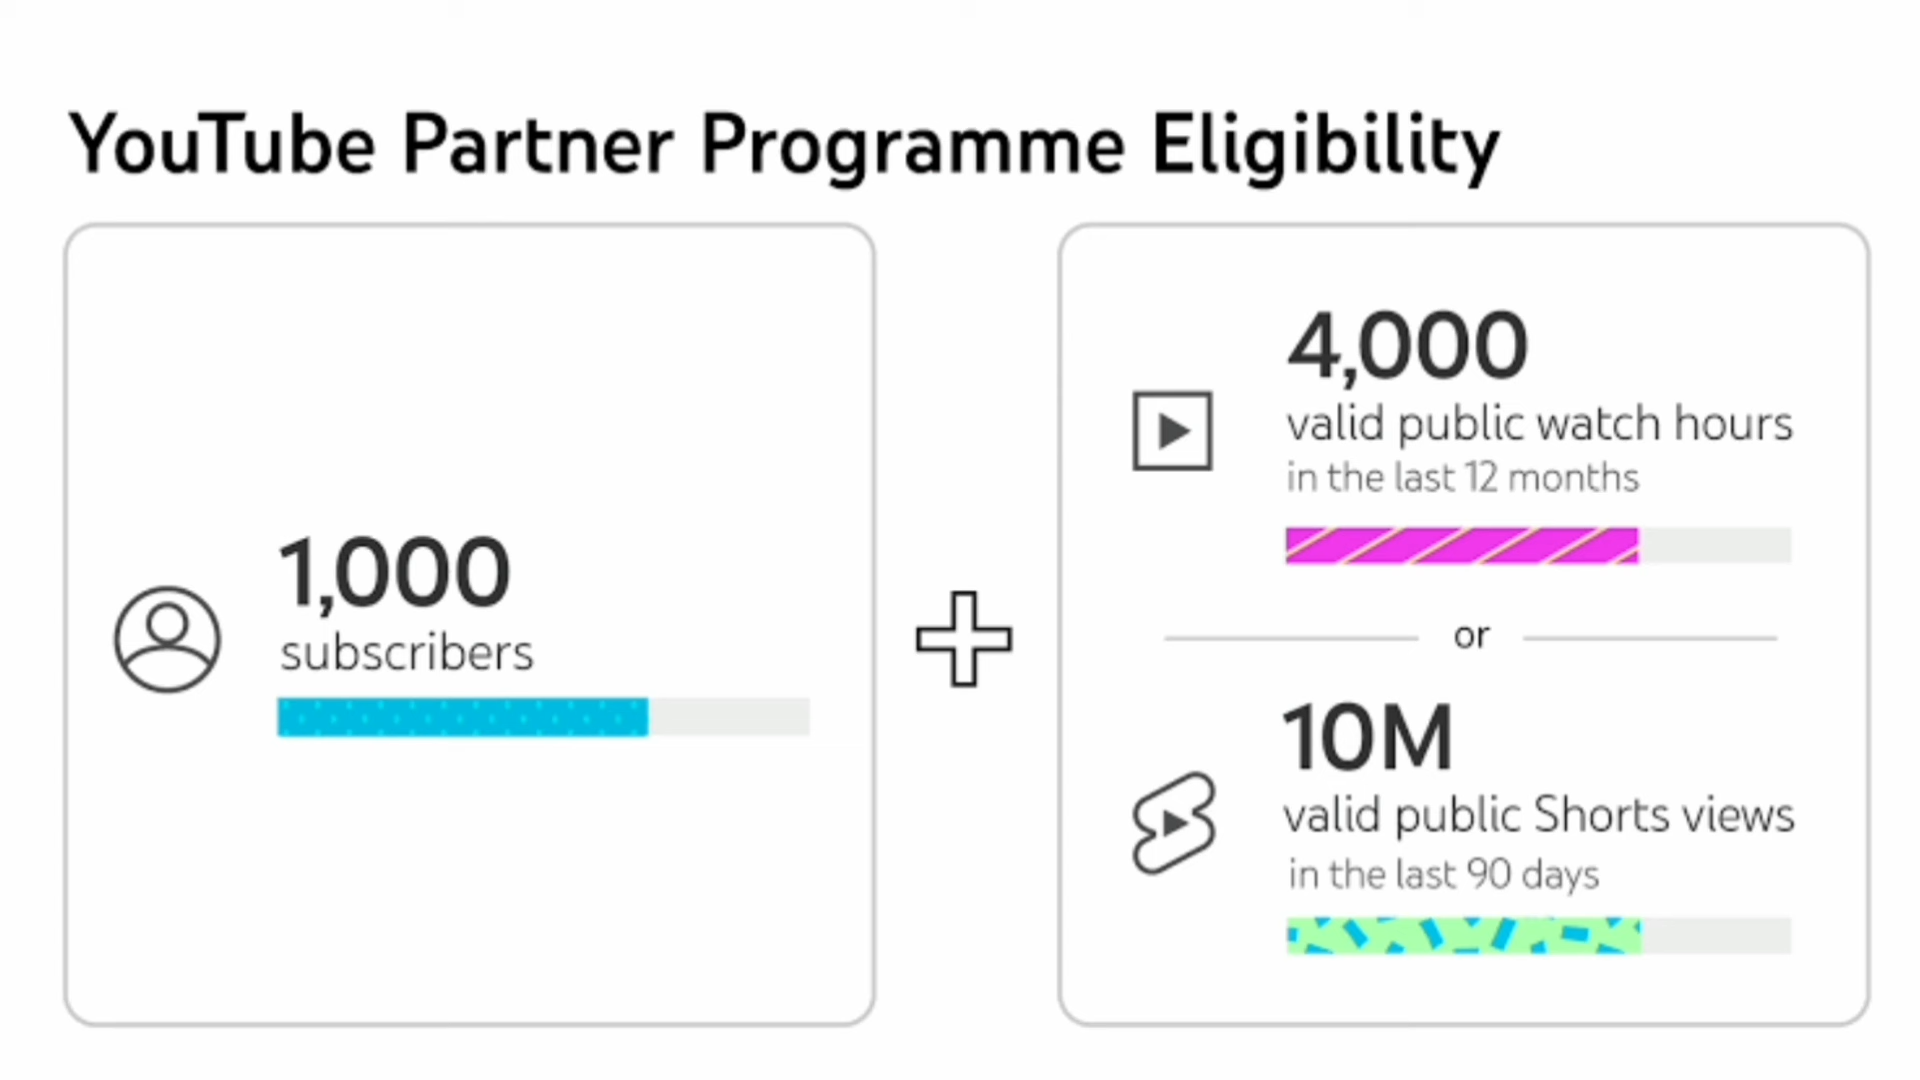 YouTube Partner Programme Eligibility
1,000
subscribers
4,000
valid public watch hours
in the last 12 months
or
10M
valid public Shorts views
in the last 90 days